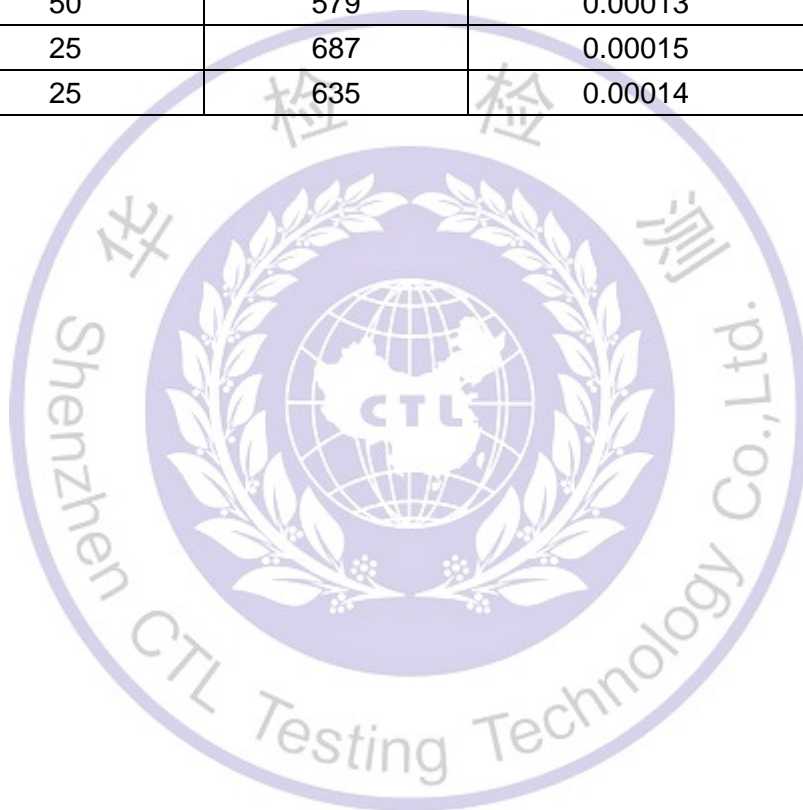 50 579 0.00013
25 687 0.00015
25 635 0.00014
华 检 检 测
CTL
Shenzhen CTL Testing Technology Co.,Ltd.